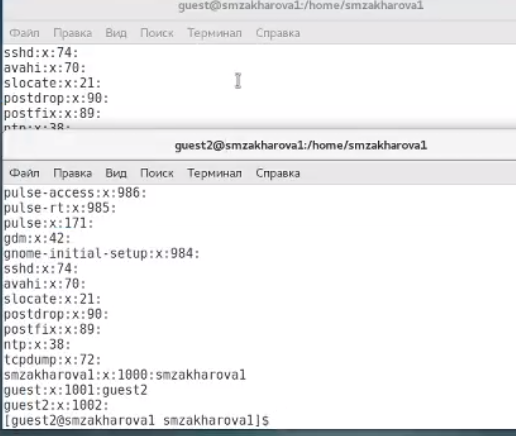 guest@smzakharova1:/home/smzakharova1
Файл Правка Вид Поиск Терминал Справка
sshd:x:74:
avahi:x:70:
slocate:x:21:
postdrop:x:90:
postfix:x:89:
ntp:x:38:
guest2@smzakharova1:/home/smzakharova1
Файл Правка Вид Поиск Терминал Справка
pulse-access:x:986:
pulse-rt:x:985:
pulse:x:171:
gdm:x:42:
gnome-initial-setup:x:984:
sshd:x:74:
avahi:x:70:
slocate:x:21:
postdrop:x:90:
postfix:x:89:
ntp:x:38:
tcpdump:x:72:
smzakharova1:x:1000:smzakharova1
guest:x:1001:guest2
guest2:x:1002:
[guest2@smzakharova1 smzakharova1]$